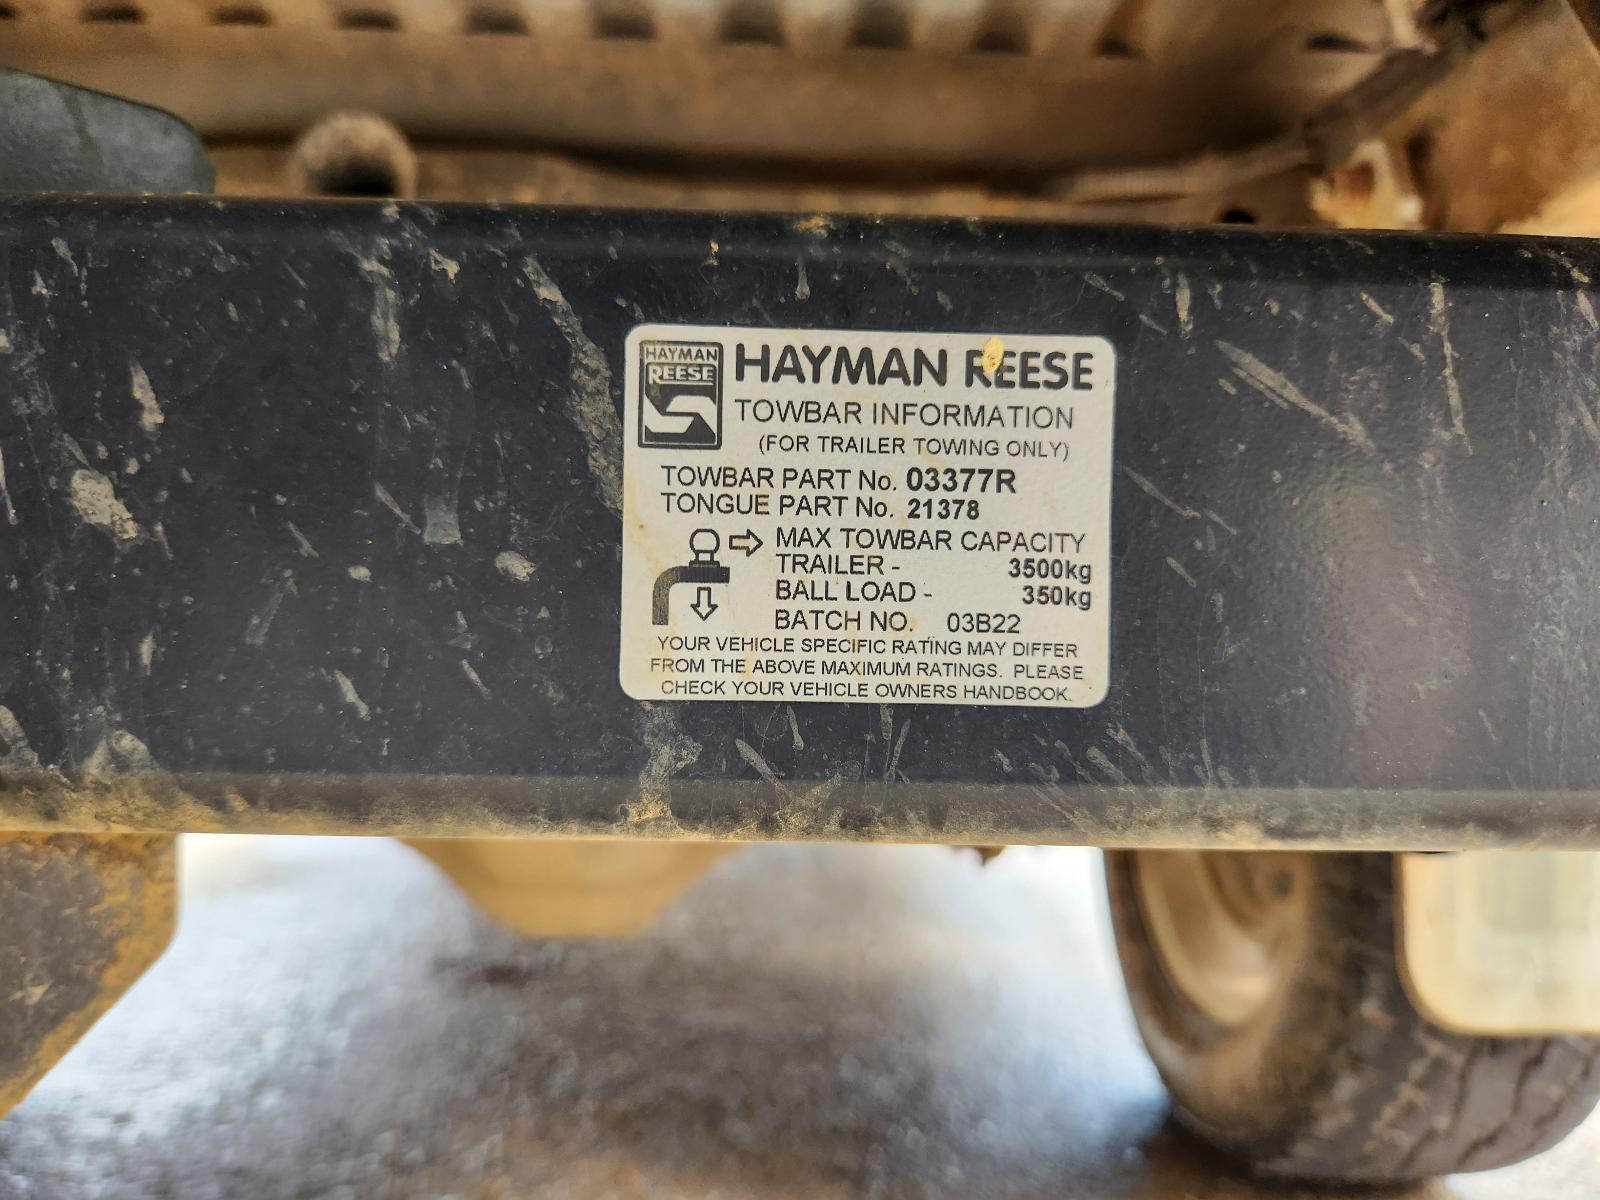 HAYMAN
REESE
HAYMAN REESE
TOWBAR INFORMATION
(FOR TRAILER TOWING ONLY)
TOWBAR PART No. 03377R
TONGUE PART No. 21378
MAX TOWBAR CAPACITY
TRAILER - 3500kg
BALL LOAD - 350kg
BATCH NO. 03B22
YOUR VEHICLE SPECIFIC RATING MAY DIFFER
FROM THE ABOVE MAXIMUM RATINGS. PLEASE
CHECK YOUR VEHICLE OWNERS HANDBOOK.